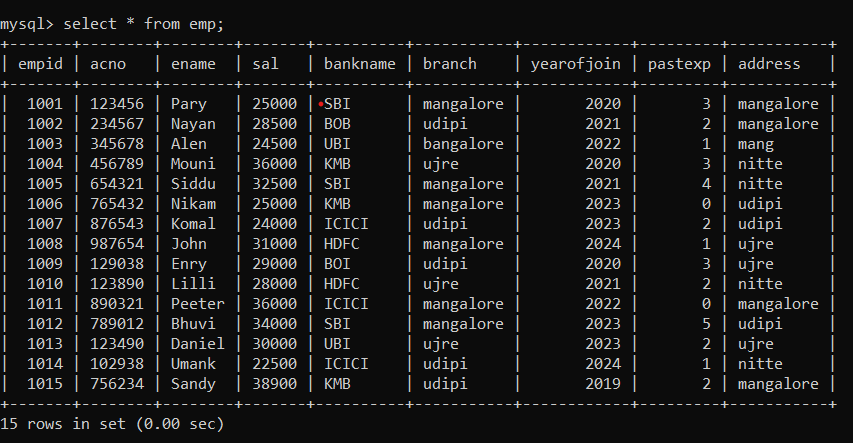 mysql> select * from emp;
+-------+--------+--------+-------+----------+-----------+------------+---------+-----------+
| empid | acno   | ename  | sal   | bankname | branch    | yearofjoin | pastexp | address   |
+-------+--------+--------+-------+----------+-----------+------------+---------+-----------+
|  1001 | 123456 | Pary   | 25000 | SBI      | mangalore |       2020 |       3 | mangalore |
|  1002 | 234567 | Nayan  | 28500 | BOB      | udipi     |       2021 |       2 | mangalore |
|  1003 | 345678 | Alen   | 24500 | UBI      | bangalore |       2022 |       1 | mang      |
|  1004 | 456789 | Mouni  | 36000 | KMB      | ujre      |       2020 |       3 | nitte     |
|  1005 | 654321 | Siddu  | 32500 | SBI      | mangalore |       2021 |       4 | nitte     |
|  1006 | 765432 | Nikam  | 25000 | KMB      | mangalore |       2023 |       0 | udipi     |
|  1007 | 876543 | Komal  | 24000 | ICICI    | udipi     |       2023 |       2 | udipi     |
|  1008 | 987654 | John   | 31000 | HDFC     | mangalore |       2024 |       1 | ujre      |
|  1009 | 129038 | Enry   | 29000 | BOI      | udipi     |       2020 |       3 | ujre      |
|  1010 | 123890 | Lilli  | 28000 | HDFC     | ujre      |       2021 |       2 | nitte     |
|  1011 | 890321 | Peeter | 36000 | ICICI    | mangalore |       2022 |       0 | mangalore |
|  1012 | 789012 | Bhuvi  | 34000 | SBI      | mangalore |       2023 |       5 | udipi     |
|  1013 | 123490 | Daniel | 30000 | UBI      | ujre      |       2023 |       2 | ujre      |
|  1014 | 102938 | Umank  | 22500 | ICICI    | udipi     |       2024 |       1 | nitte     |
|  1015 | 756234 | Sandy  | 38900 | KMB      | udipi     |       2019 |       2 | mangalore |
+-------+--------+--------+-------+----------+-----------+------------+---------+-----------+
15 rows in set (0.00 sec)